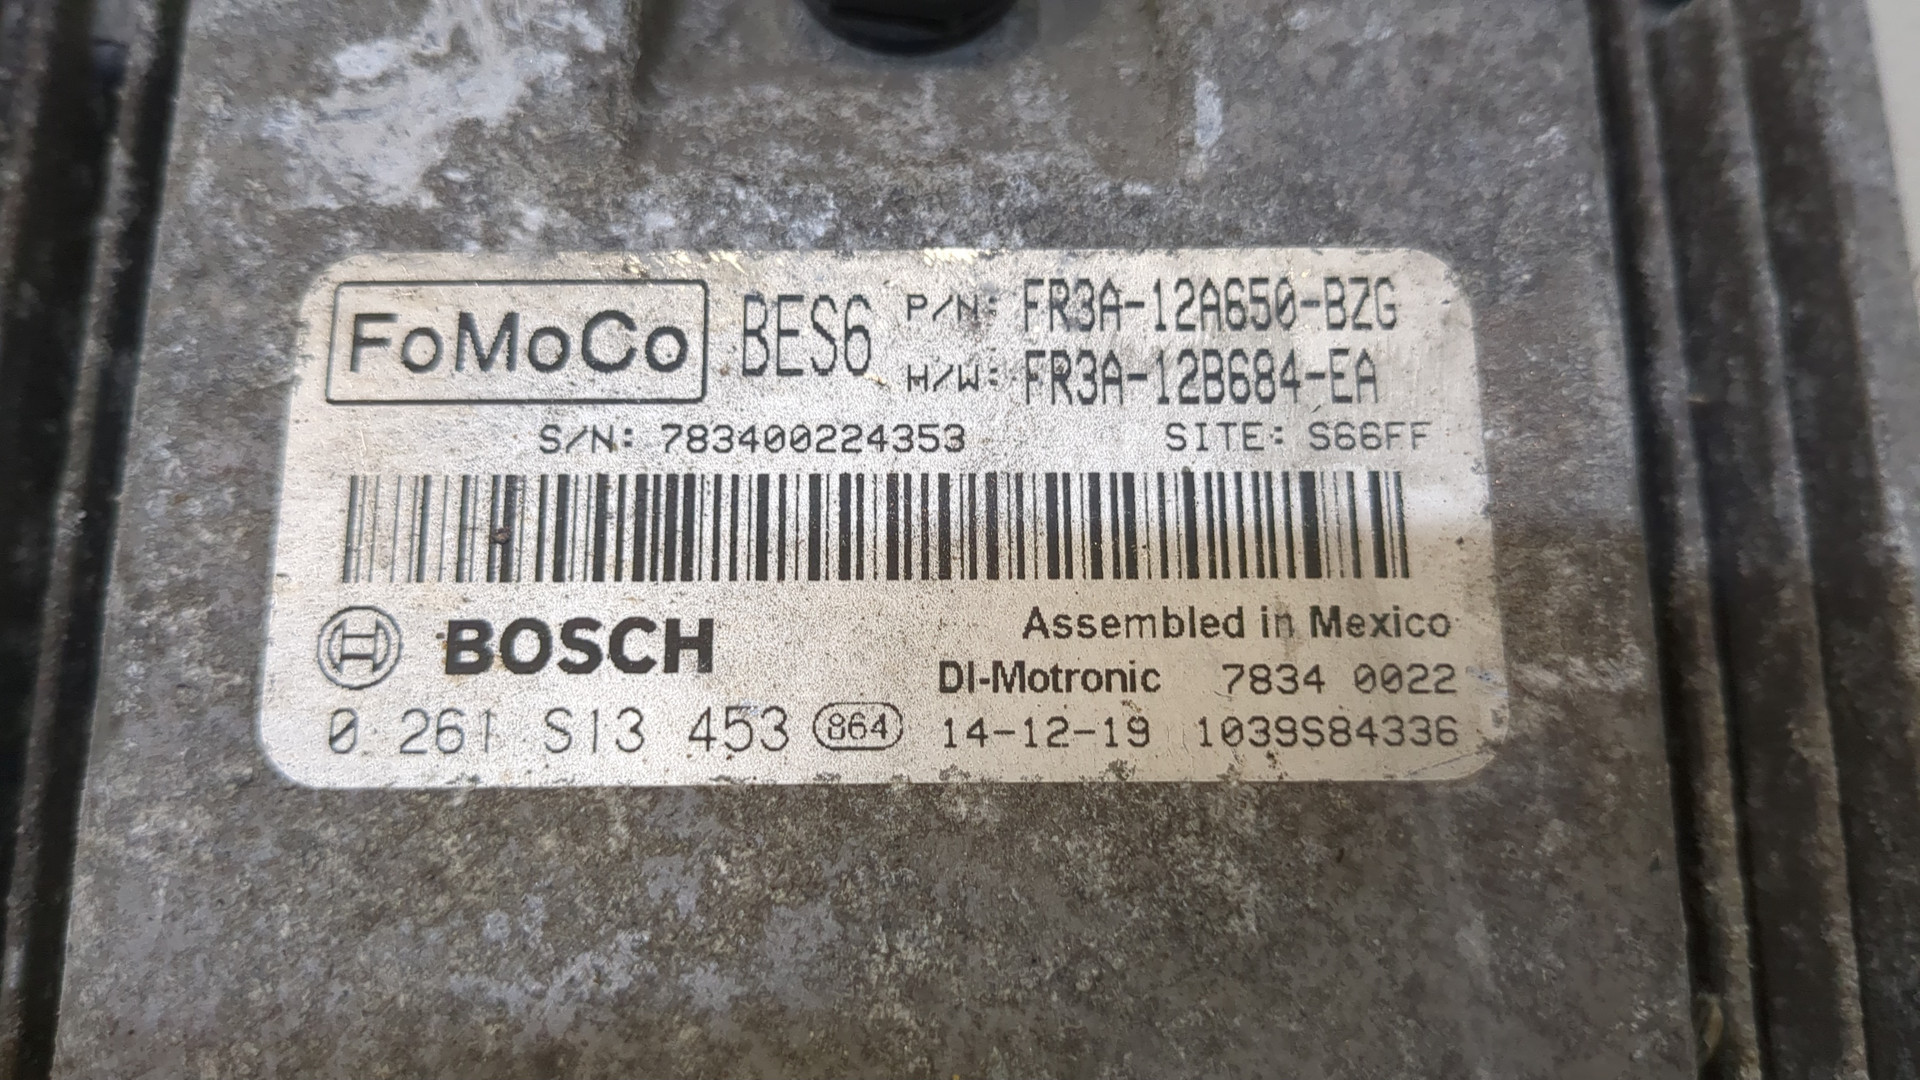 FoMoCo BES6 P/N: FR3A-12A650-BZG
H/W: FR3A-12B684-EA
S/N: 783400224353 SITE: S66FF
BOSCH Assembled in Mexico
DI-Motronic 7834 0022
0 261 S13 453 864 14-12-19 1039S84336